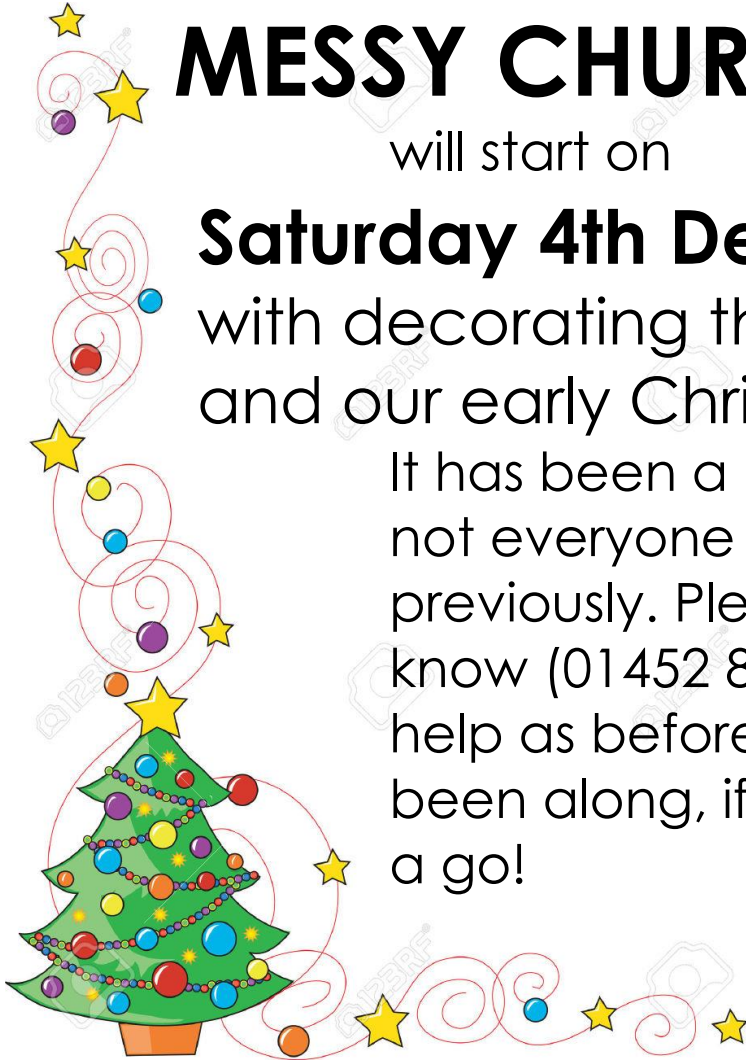 MESSY CHUR
will start on
Saturday 4th De
with decorating th
and our early Chri
It has been a
not everyone
previously. Ple
know (01452 8
help as before
been along, if
a go!